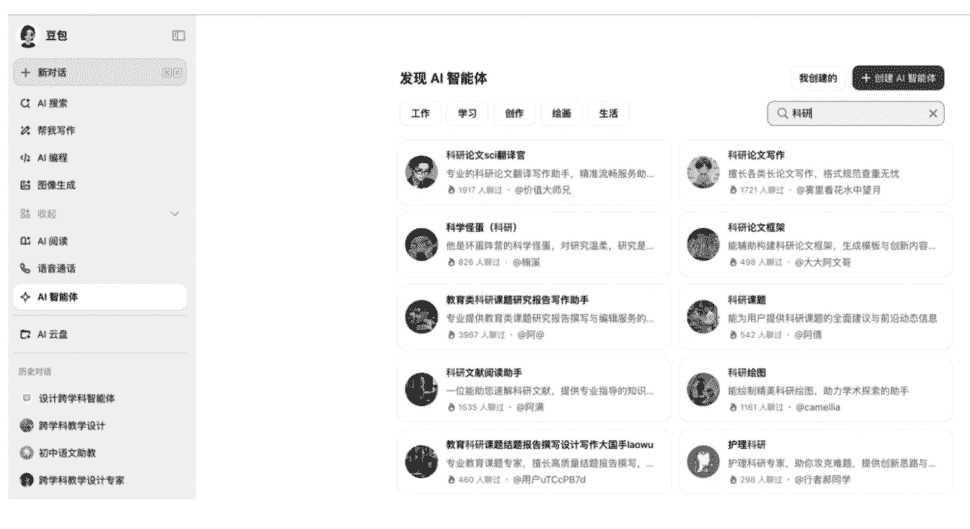 豆包
新对话
AI 搜索
帮我写作
AI 编程
图像生成
收起
AI 阅读
语音通话
AI 智能体
AI 云盘
历史对话
设计跨学科智能体
跨学科教学设计
初中语文助教
跨学科教学设计专家
发现 AI 智能体
我创建的
+ 创建 AI 智能体
工作 学习 创作 绘画 生活
科研
科研论文sci翻译官
专业的科研论文翻译写作助手，精准流畅服务助...
1917 人聊过 · @价值大师兄
科研论文写作
擅长各类长论文写作，格式规范查重无忧
1721 人聊过 · @雾里看花水中望月
科学怪蛋（科研）
他是坏蛋阵营的科学怪蛋，对研究温柔，研究是...
826 人聊过 · @楠溪
科研论文框架
能辅助构建科研论文框架，生成模板与创新内容...
498 人聊过 · @大大阿文哥
教育类科研课题研究报告写作助手
专业提供教育类课题研究报告撰写与编辑服务的...
3967 人聊过 · @阿@
科研课题
能为用户提供科研课题的全面建议与前沿动态信息
542 人聊过 · @阿倩
科研文献阅读助手
一位能助您速解科研文献，提供专业指导的知识...
1535 人聊过 · @阿满
科研绘图
能绘制精美科研绘图，助力学术探索的助手
1161 人聊过 · @camellia
教育科研课题结题报告撰写设计写作大国手laowu
专业教育课题专家，擅长高质量结题报告撰写，...
460 人聊过 · @用户uTCcPB7d
护理科研
护理科研专家，助你攻克难题，提供创新思路与...
298 人聊过 · @行者郝同学